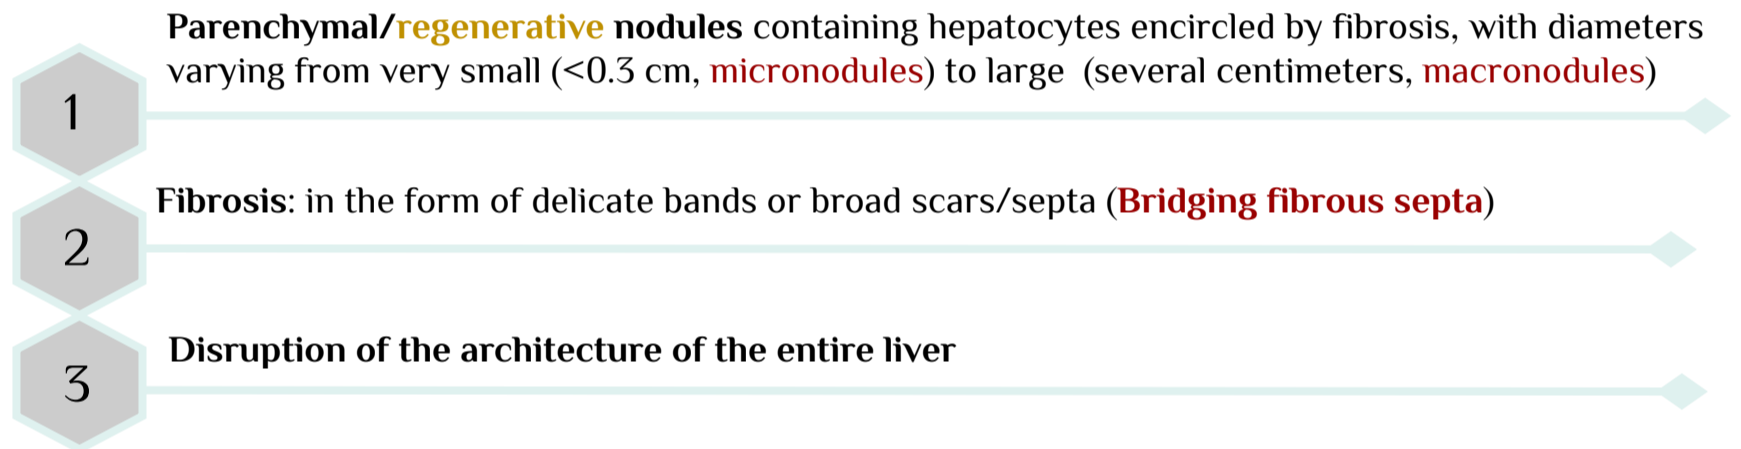 Parenchymal/regenerative nodules containing hepatocytes encircled by fibrosis, with diameters
varying from very small (<0.3 cm, micronodules) to large (several centimeters, macronodules)
1
Fibrosis: in the form of delicate bands or broad scars/septa (Bridging fibrous septa)
2
Disruption of the architecture of the entire liver
3